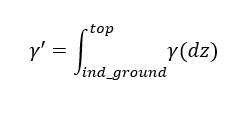 γ′ = ∫_{ind_ground}^{top} γ(dz)